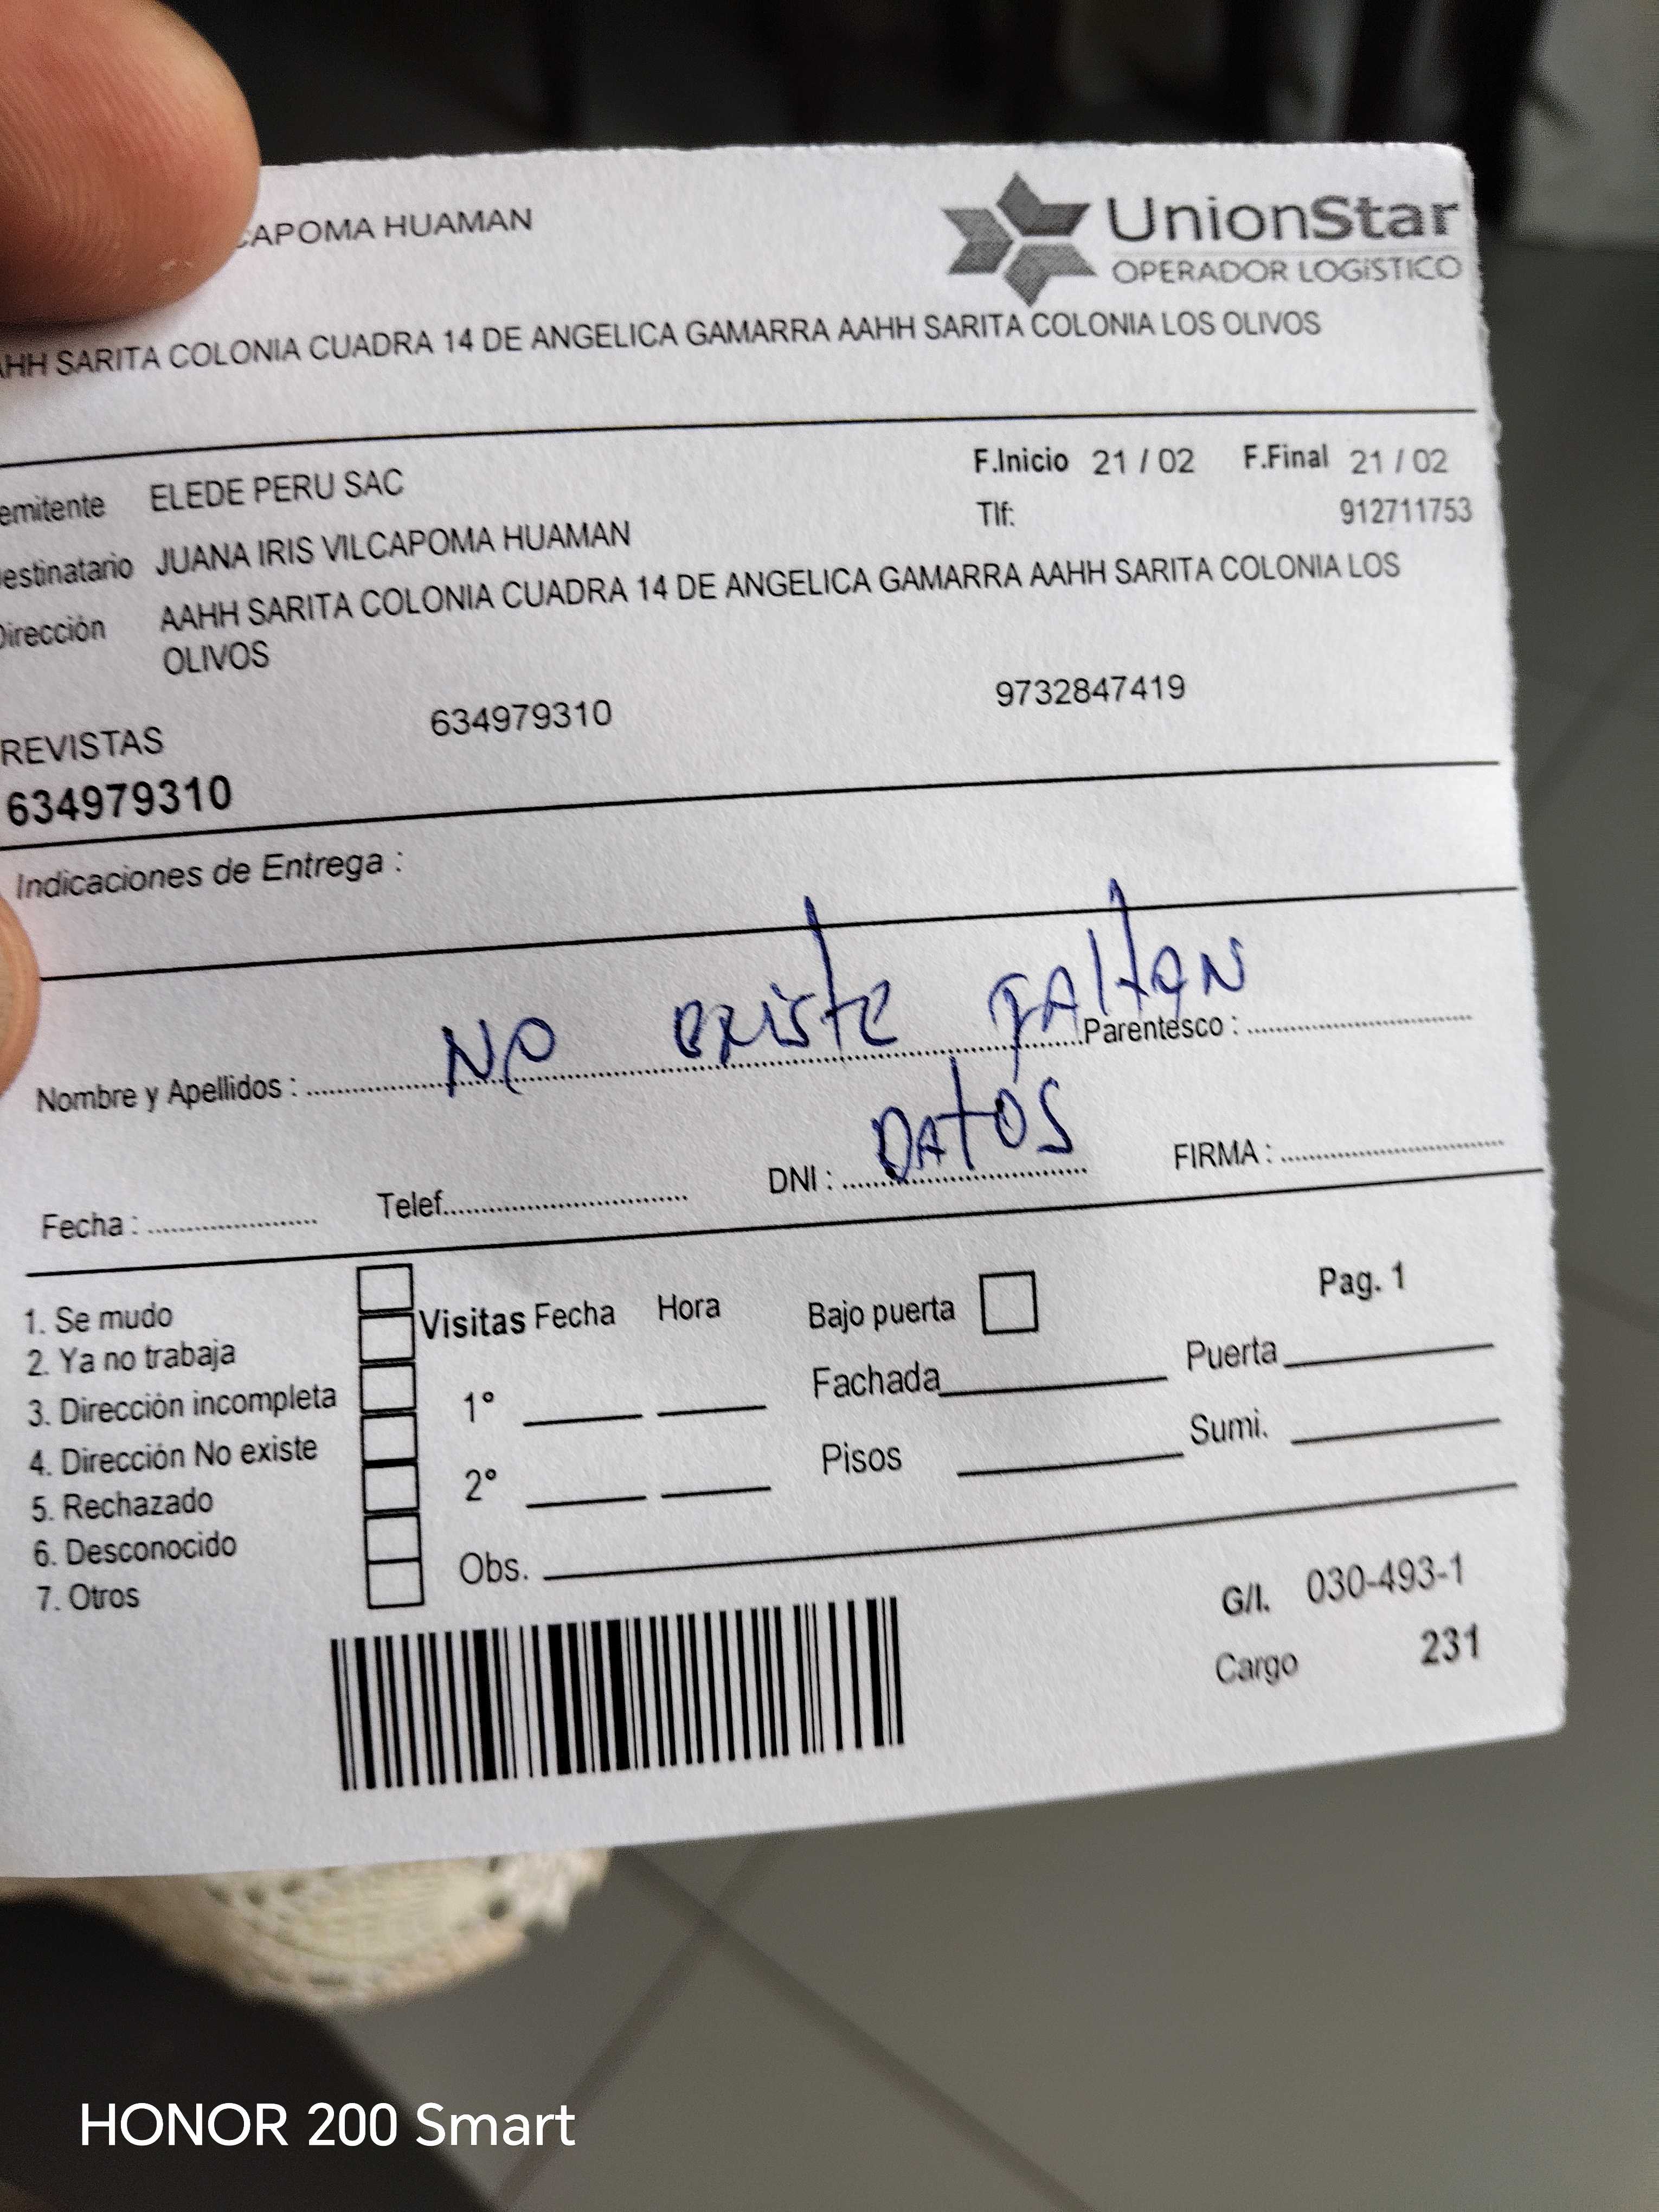 CAPOMA HUAMAN
UnionStar
OPERADOR LOGÍSTICO
AHH SARITA COLONIA CUADRA 14 DE ANGELICA GAMARRA AAHH SARITA COLONIA LOS OLIVOS
F.Inicio 21 / 02 F.Final 21 / 02
emitente ELEDE PERU SAC
Tlf: 912711753
estinatario JUANA IRIS VILCAPOMA HUAMAN
Dirección AAHH SARITA COLONIA CUADRA 14 DE ANGELICA GAMARRA AAHH SARITA COLONIA LOS
OLIVOS
REVISTAS 634979310 9732847419
634979310
Indicaciones de Entrega :
NO existe FALTAN
Nombre y Apellidos : Parentesco :
DATOS
Fecha : Telef. DNI : FIRMA :
1. Se mudo
2. Ya no trabaja
3. Dirección incompleta
4. Dirección No existe
5. Rechazado
6. Desconocido
7. Otros
Visitas Fecha Hora
1°
2°
Obs.
Bajo puerta
Fachada
Pisos
Pag. 1
Puerta
Sumi.
G/I. 030-493-1
Cargo 231
HONOR 200 Smart